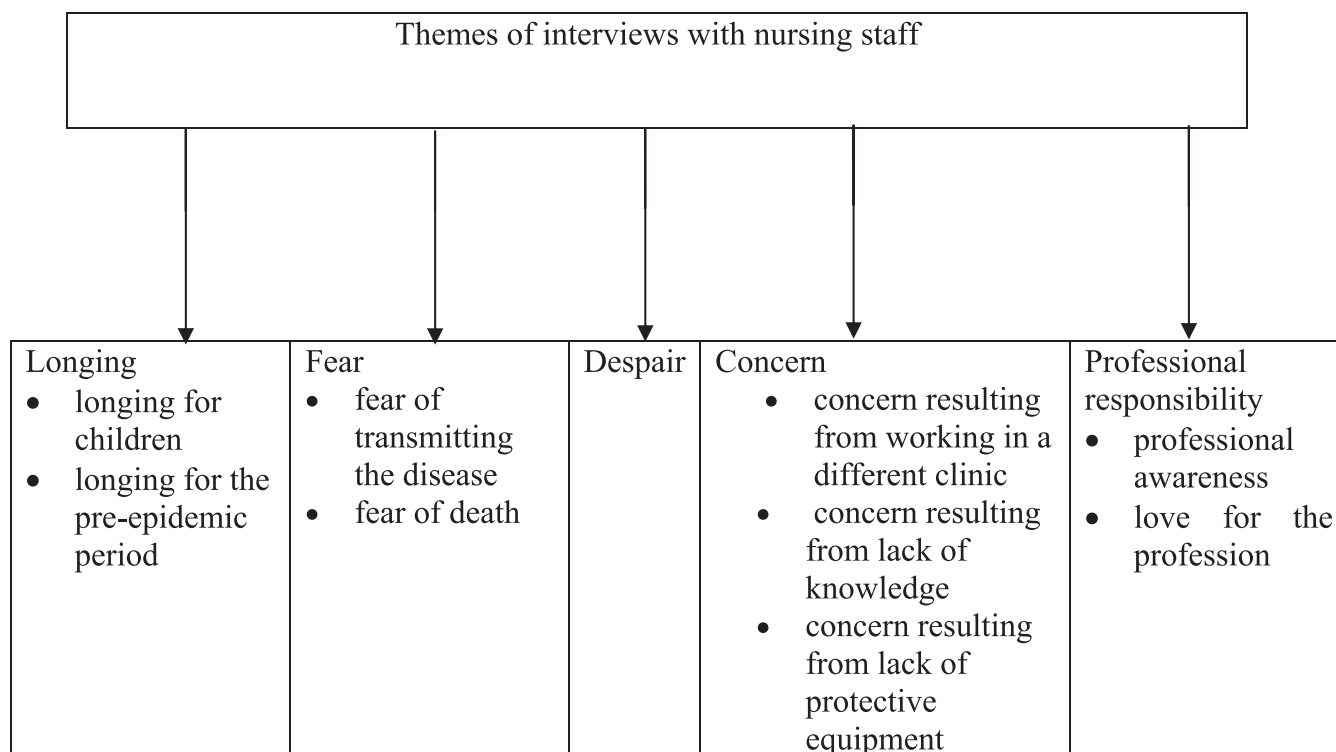 Themes of interviews with nursing staff
Longing
• longing for
children
• longing for the
pre-epidemic
period
Fear
• fear of
transmitting
the disease
• fear of death
Despair
Concern
• concern resulting
from working in a
different clinic
• concern resulting
from lack of
knowledge
• concern resulting
from lack of
protective
equipment
Professional
responsibility
• professional
awareness
• love for the
profession